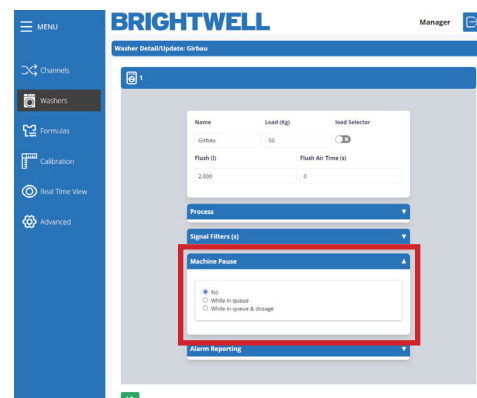 MENU
BRIGHTWELL
Manager
Washer Detail/Update: Girbau
Channels
1
Washers
Name Load (Kg) load Selector
Formulas
Girbau 50
Flush (l) Flush Air Time (s)
Calibration
2.000 0
Real Time View
Process
Advanced
Signal Filters (s)
Machine Pause
No
While in queue
While in queue & dosage
Alarm Reporting